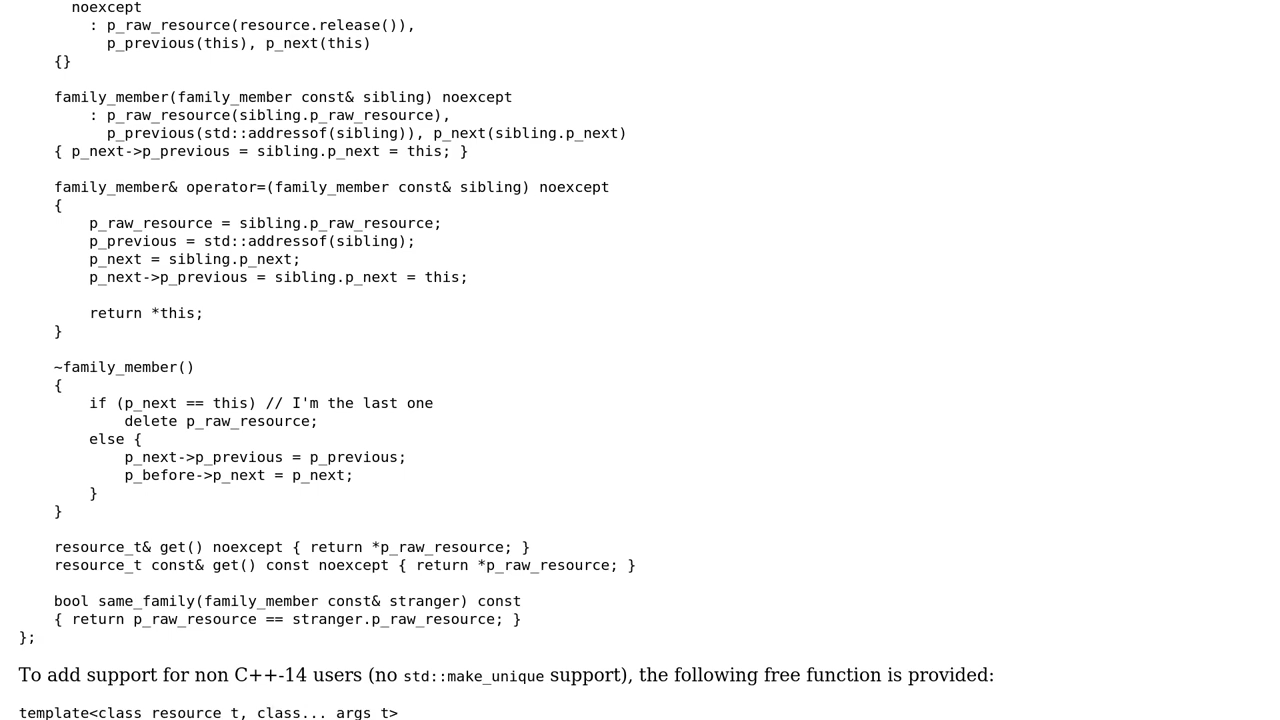 noexcept
        : p_raw_resource(resource.release()),
          p_previous(this), p_next(this)
    {}

    family_member(family_member const& sibling) noexcept
        : p_raw_resource(sibling.p_raw_resource),
          p_previous(std::addressof(sibling)), p_next(sibling.p_next)
    { p_next->p_previous = sibling.p_next = this; }

    family_member& operator=(family_member const& sibling) noexcept
    {
        p_raw_resource = sibling.p_raw_resource;
        p_previous = std::addressof(sibling);
        p_next = sibling.p_next;
        p_next->p_previous = sibling.p_next = this;

        return *this;
    }

    ~family_member()
    {
        if (p_next == this) // I'm the last one
            delete p_raw_resource;
        else {
            p_next->p_previous = p_previous;
            p_before->p_next = p_next;
        }
    }

    resource_t& get() noexcept { return *p_raw_resource; }
    resource_t const& get() const noexcept { return *p_raw_resource; }

    bool same_family(family_member const& stranger) const
    { return p_raw_resource == stranger.p_raw_resource; }
};
To add support for non C++-14 users (no std::make_unique support), the following free function is provided:
template<class resource_t, class... args_t>